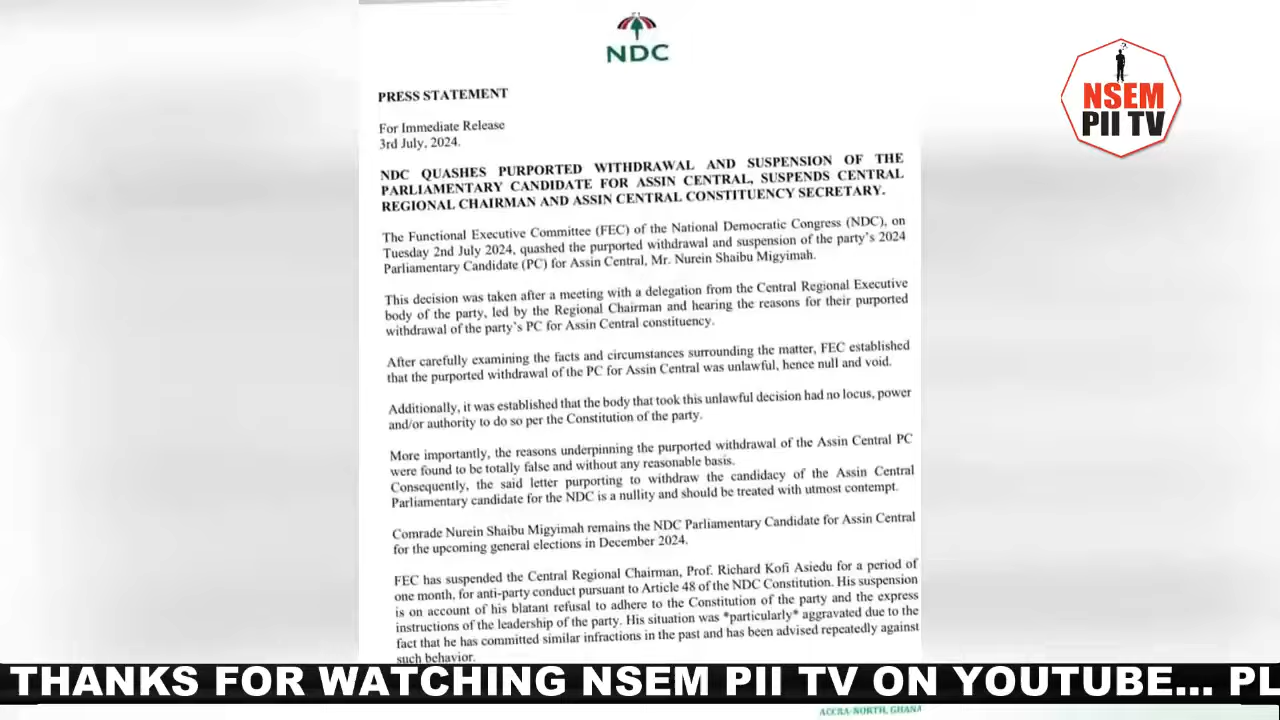 NDC
NSEM
PII TV
PRESS STATEMENT
For Immediate Release
3rd July, 2024.
NDC QUASHES PURPORTED WITHDRAWAL AND SUSPENSION OF THE
PARLIAMENTARY CANDIDATE FOR ASSIN CENTRAL, SUSPENDS CENTRAL
REGIONAL CHAIRMAN AND ASSIN CENTRAL CONSTITUENCY SECRETARY.
The Functional Executive Committee (FEC) of the National Democratic Congress (NDC), on
Tuesday 2nd July 2024, quashed the purported withdrawal and suspension of the party's 2024
Parliamentary Candidate (PC) for Assin Central, Mr. Nurein Shaibu Migyimah.
This decision was taken after a meeting with a delegation from the Central Regional Executive
body of the party, led by the Regional Chairman and hearing the reasons for their purported
withdrawal of the party's PC for Assin Central constituency.
After carefully examining the facts and circumstances surrounding the matter, FEC established
that the purported withdrawal of the PC for Assin Central was unlawful, hence null and void.
Additionally, it was established that the body that took this unlawful decision had no locus, power
and/or authority to do so per the Constitution of the party.
More importantly, the reasons underpinning the purported withdrawal of the Assin Central PC
were found to be totally false and without any reasonable basis.
Consequently, the said letter purporting to withdraw the candidacy of the Assin Central
Parliamentary candidate for the NDC is a nullity and should be treated with utmost contempt.
Comrade Nurein Shaibu Migyimah remains the NDC Parliamentary Candidate for Assin Central
for the upcoming general elections in December 2024.
FEC has suspended the Central Regional Chairman, Prof. Richard Kofi Asiedu for a period of
one month, for anti-party conduct pursuant to Article 48 of the NDC Constitution. His suspension
is on account of his blatant refusal to adhere to the Constitution of the party and the express
instructions of the leadership of the party. His situation was *particularly* aggravated due to the
fact that he has committed similar infractions in the past and has been advised repeatedly against
such behavior.
THANKS FOR WATCHING NSEM PII TV ON YOUTUBE... PL
ACCRA-NORTH, GHANA